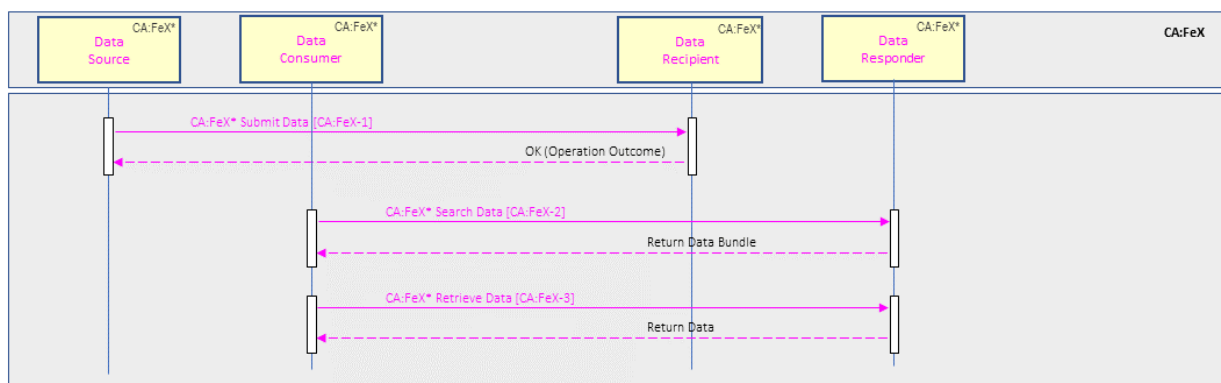 CA:FeX*
Data
Source
CA:FeX*
Data
Consumer
CA:FeX*
Data
Recipient
CA:FeX*
Data
Responder
CA:FeX
CA:FeX* Submit Data [CA:FeX-1]
OK (Operation Outcome)
CA:FeX* Search Data [CA:FeX-2]
Return Data Bundle
CA:FeX* Retrieve Data [CA:FeX-3]
Return Data